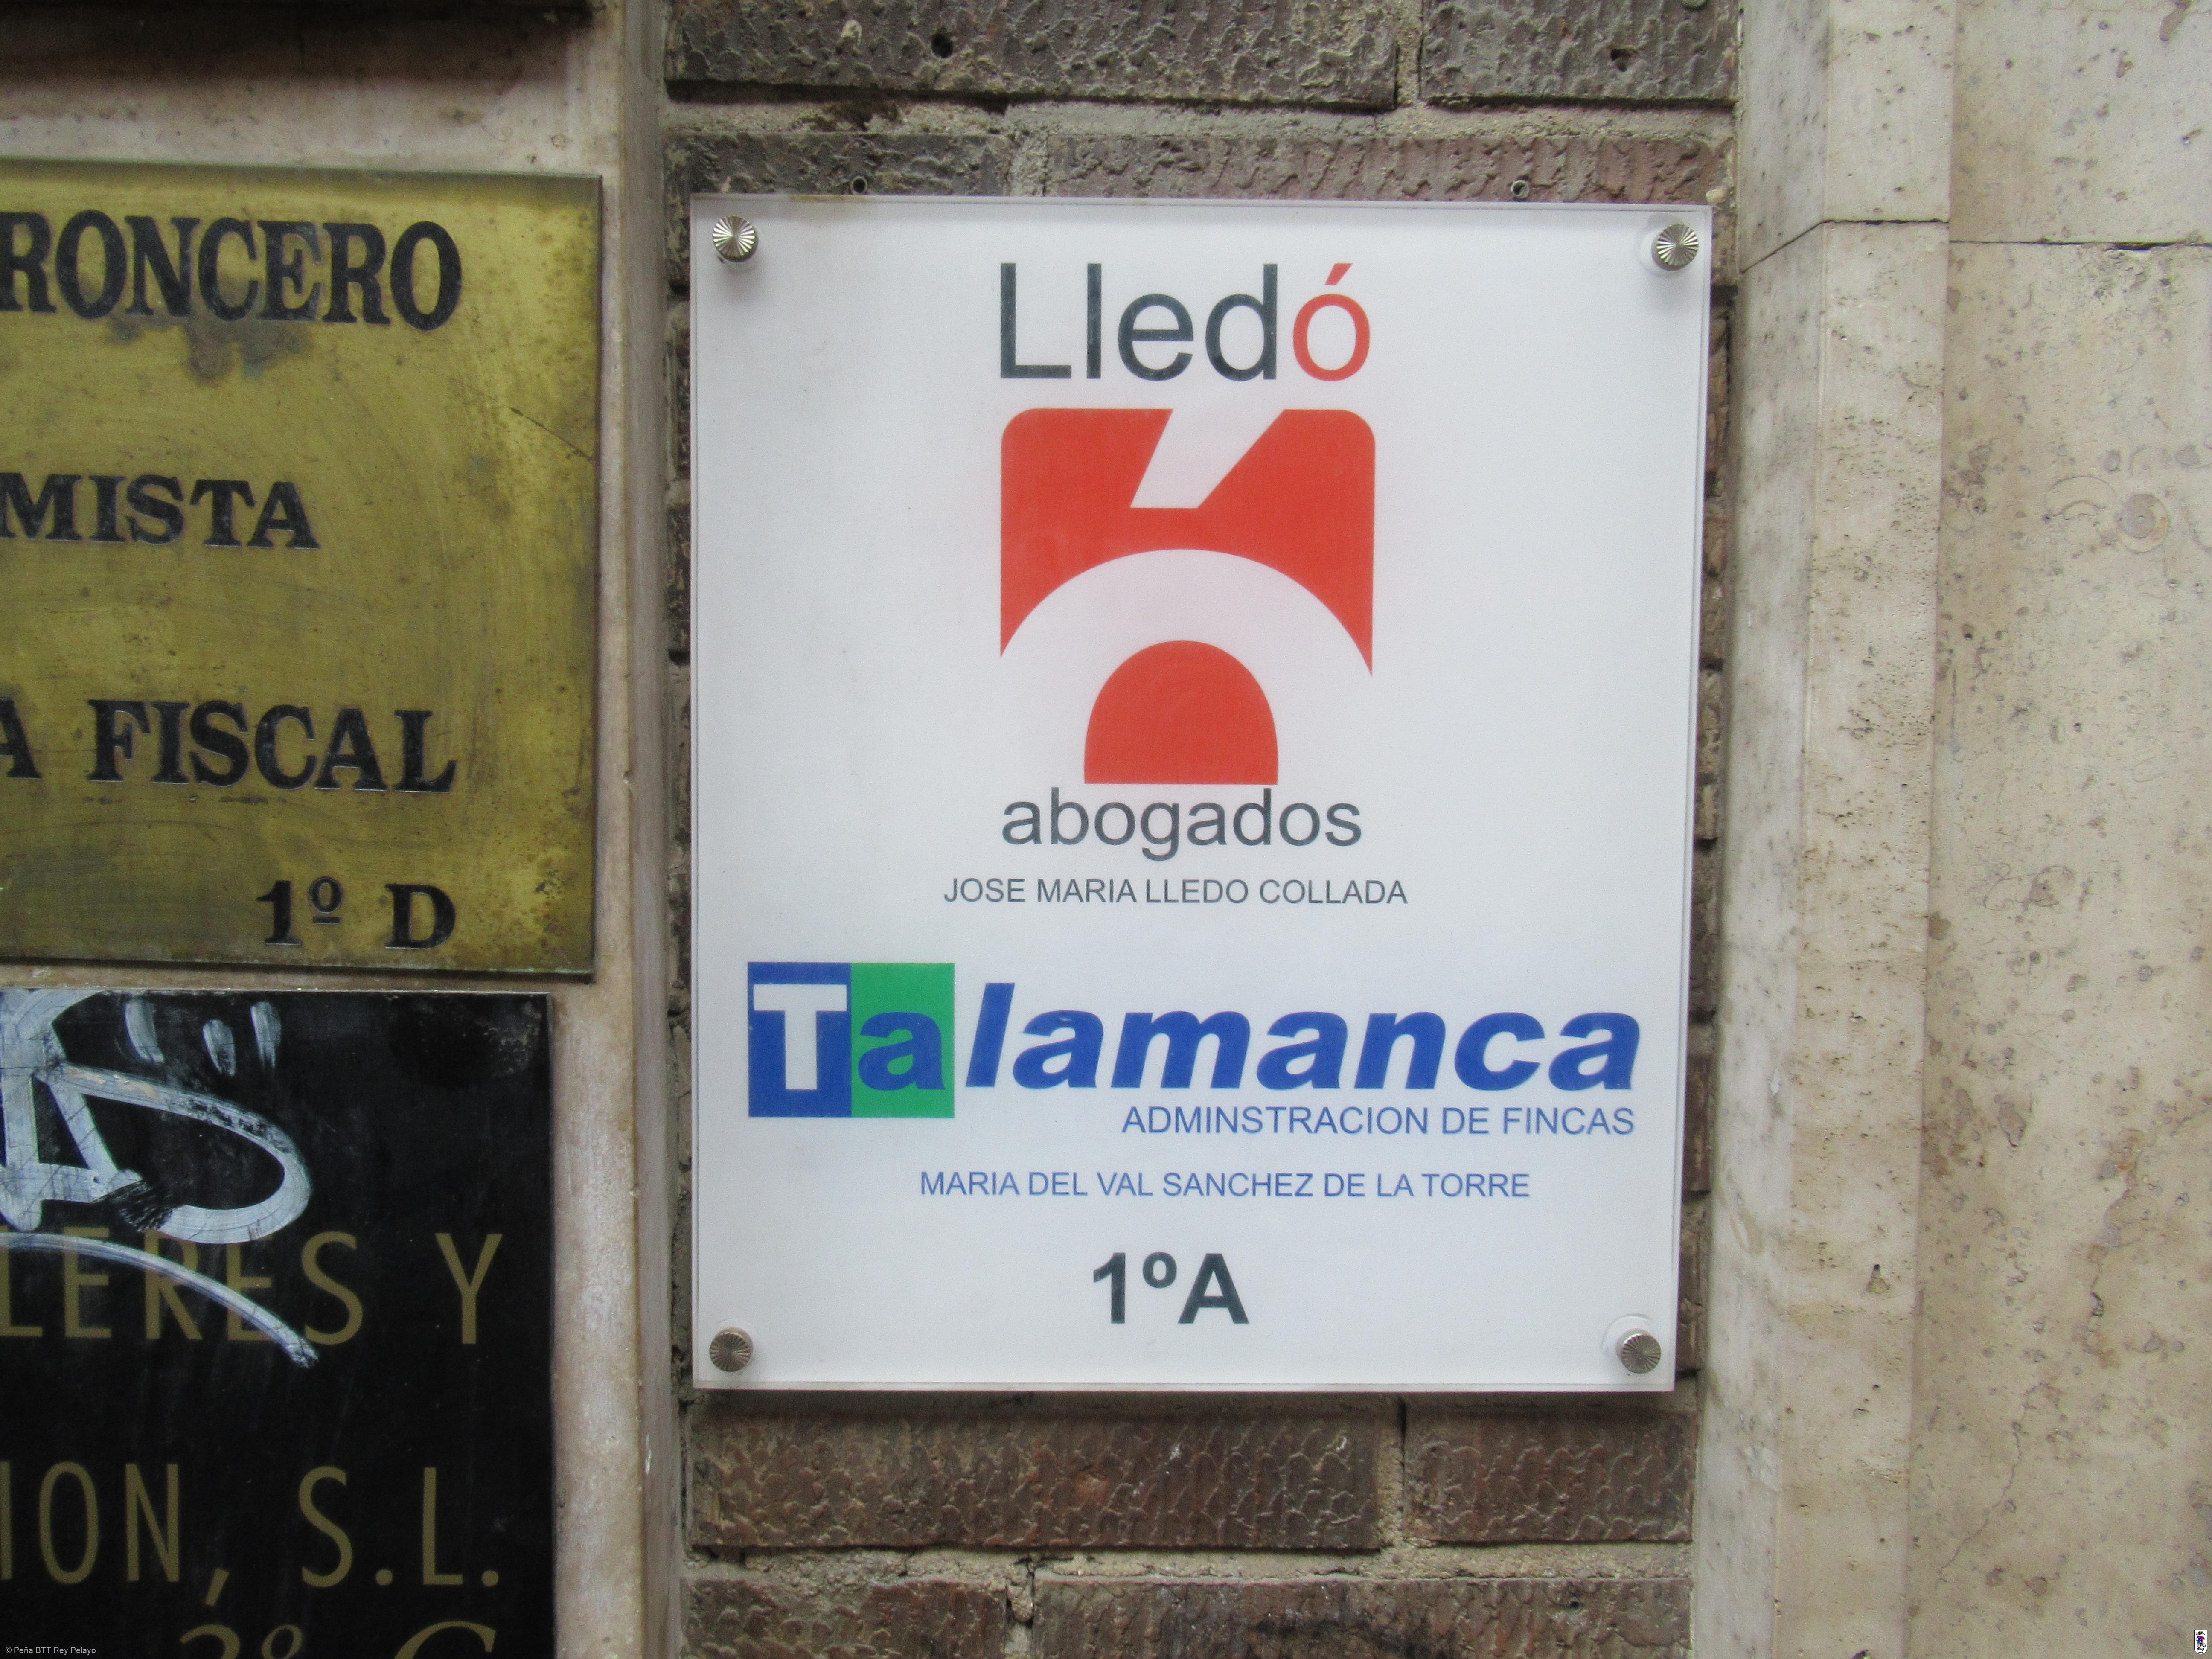 RONCERO
MISTA
A FISCAL
1º D
LERES Y
ION, S.L.
Lledó
abogados
JOSE MARIA LLEDO COLLADA
Talamanca
ADMINSTRACION DE FINCAS
MARIA DEL VAL SANCHEZ DE LA TORRE
1ºA
© Peña BTT Rey Pelayo